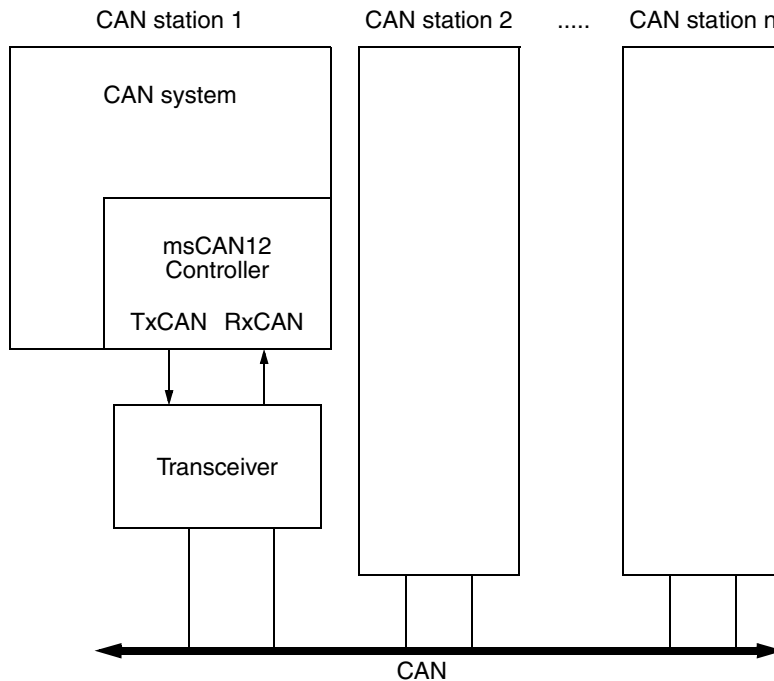 CAN station 1 CAN station 2 ..... CAN station n
CAN system
msCAN12
Controller
TxCAN RxCAN
Transceiver
CAN